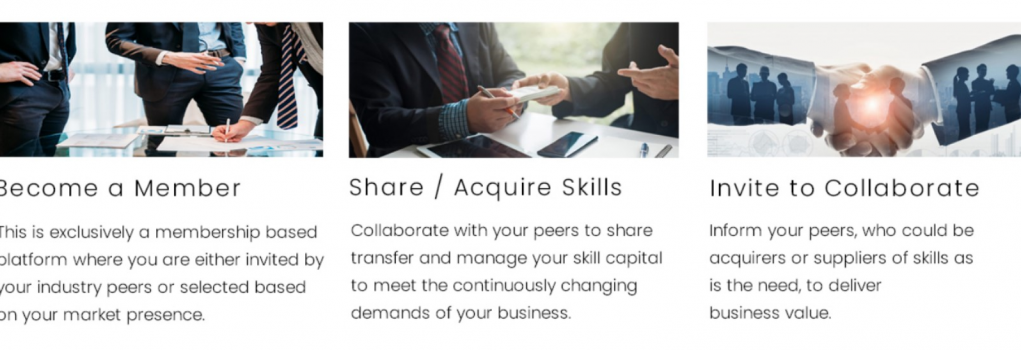 Become a Member
This is exclusively a membership based
platform where you are either invited by
your industry peers or selected based
on your market presence.
Share / Acquire Skills
Collaborate with your peers to share
transfer and manage your skill capital
to meet the continuously changing
demands of your business.
Invite to Collaborate
Inform your peers, who could be
acquirers or suppliers of skills as
is the need, to deliver
business value.